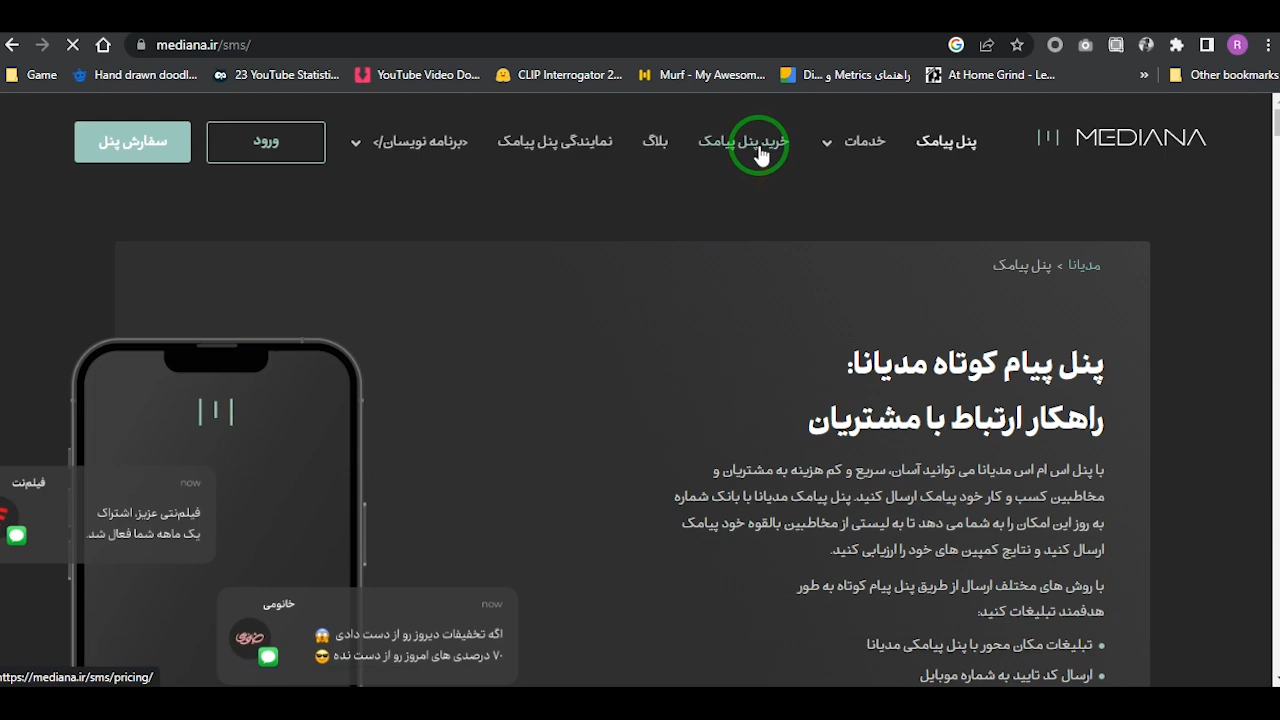 mediana.ir/sms/
R
Game
Hand drawn doodl...
23 YouTube Statisti...
YouTube Video Do...
CLIP Interrogator 2...
Murf - My Awesom...
راهنمای Metrics و Di...
At Home Grind - Le...
»
Other bookmarks
MEDIANA
پنل پیامک
خدمات
خرید پنل پیامک
بلاگ
نمایندگی پنل پیامک
<برنامه نویسان/>
ورود
سفارش پنل
مدیانا > پنل پیامک
پنل پیام کوتاه مدیانا:
راهکار ارتباط با مشتریان
با پنل اس ام اس مدیانا می توانید آسان، سریع و کم هزینه به مشتریان و
مخاطبین کسب و کار خود پیامک ارسال کنید. پنل پیامک مدیانا با بانک شماره
به روز این امکان را به شما می دهد تا به لیستی از مخاطبین بالقوه خود پیامک
ارسال کنید و نتایج کمپین های خود را ارزیابی کنید.
با روش های مختلف ارسال از طریق پنل پیام کوتاه به طور
هدفمند تبلیغات کنید:
• تبلیغات مکان محور با پنل پیامکی مدیانا
• ارسال کد تایید به شماره موبایل
فیلم‌نت
now
فیلم‌نتی عزیز، اشتراک
یک ماهه شما فعال شد.
خانومی
now
خانومی
اگه تخفیفات دیروز رو از دست دادی 😱
۷۰ درصدی های امروز رو از دست نده 😎
https://mediana.ir/sms/pricing/